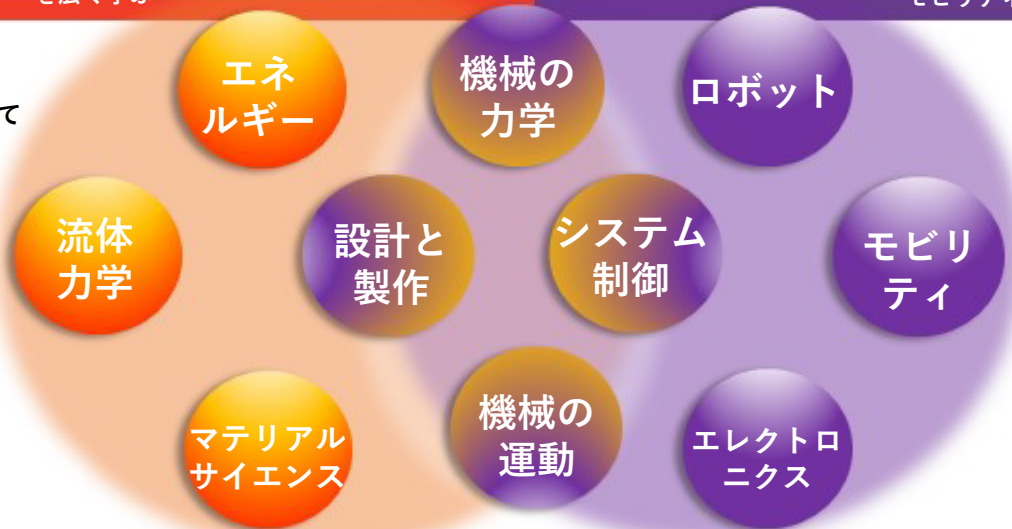 エネ
ルギー
機械の
力学
ロボット
て
流体
力学
設計と
製作
システム
制御
モビリ
ティ
マテリアル
サイエンス
機械の
運動
エレクトロ
ニクス